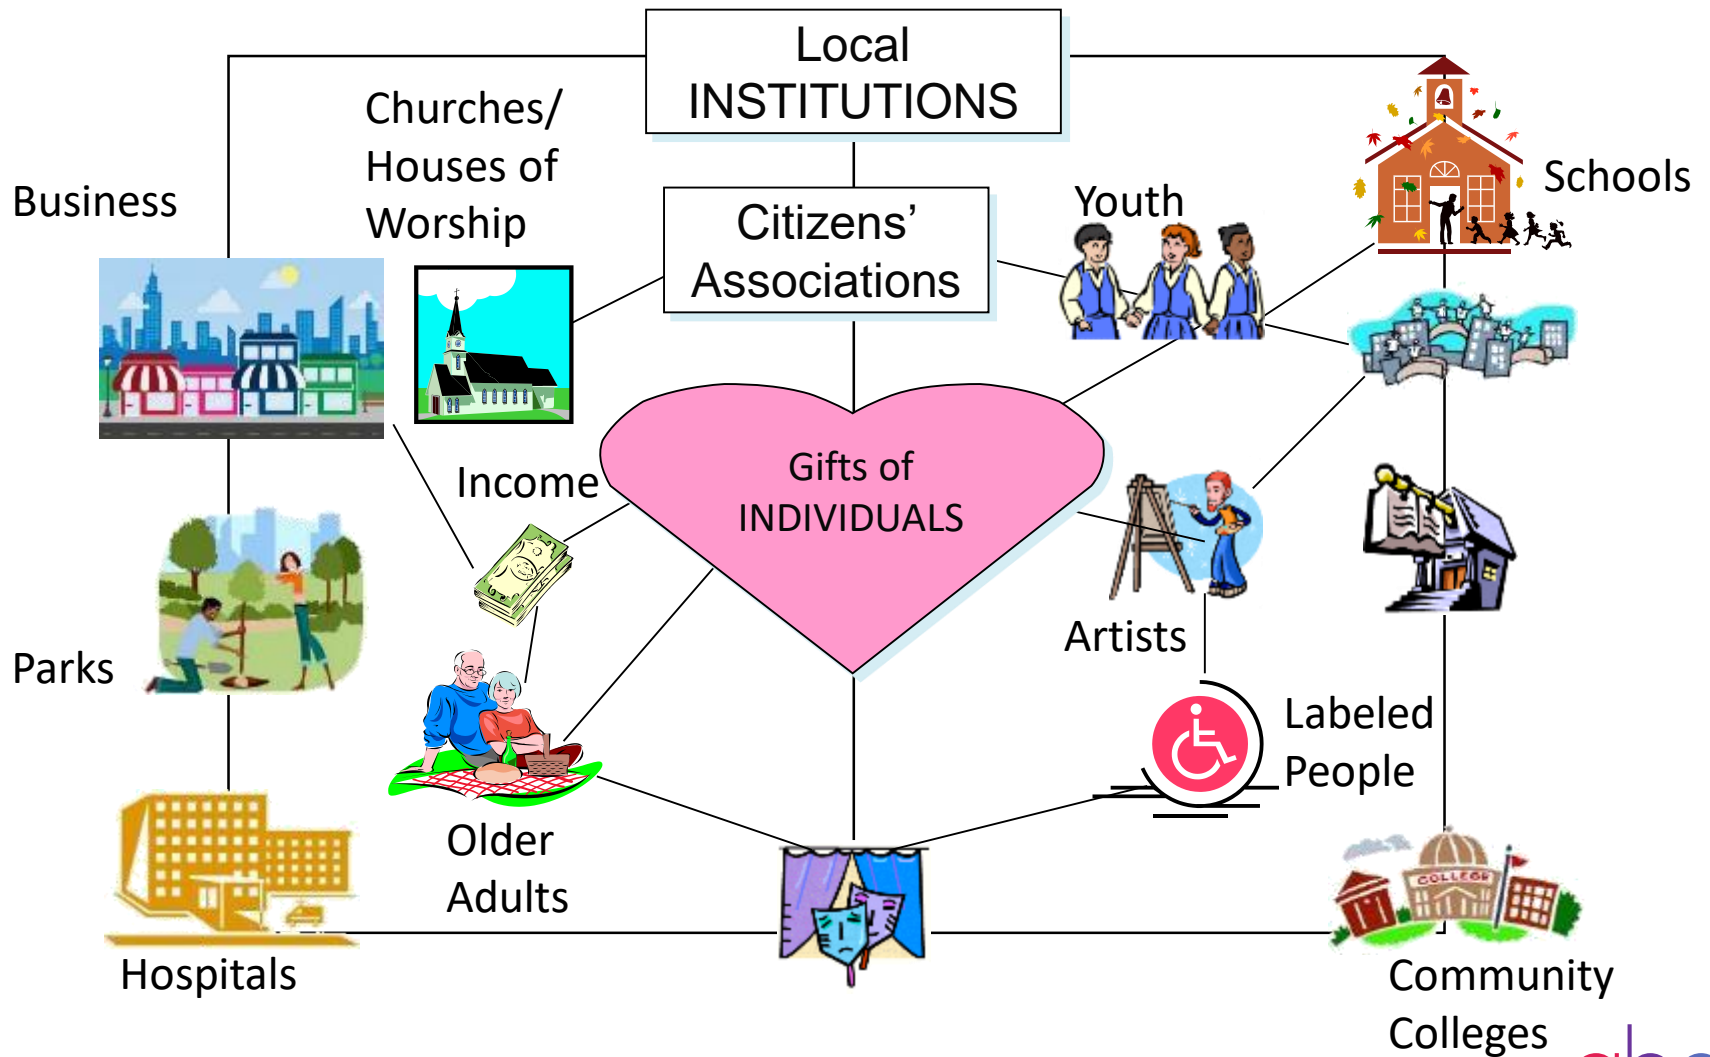 Local
INSTITUTIONS
Churches/
Houses of
Worship
Business
Citizens’
Associations
Youth
Schools
Income
Gifts of
INDIVIDUALS
Artists
Parks
Labeled
People
Older
Adults
COLLEGE
Hospitals
Community
Colleges